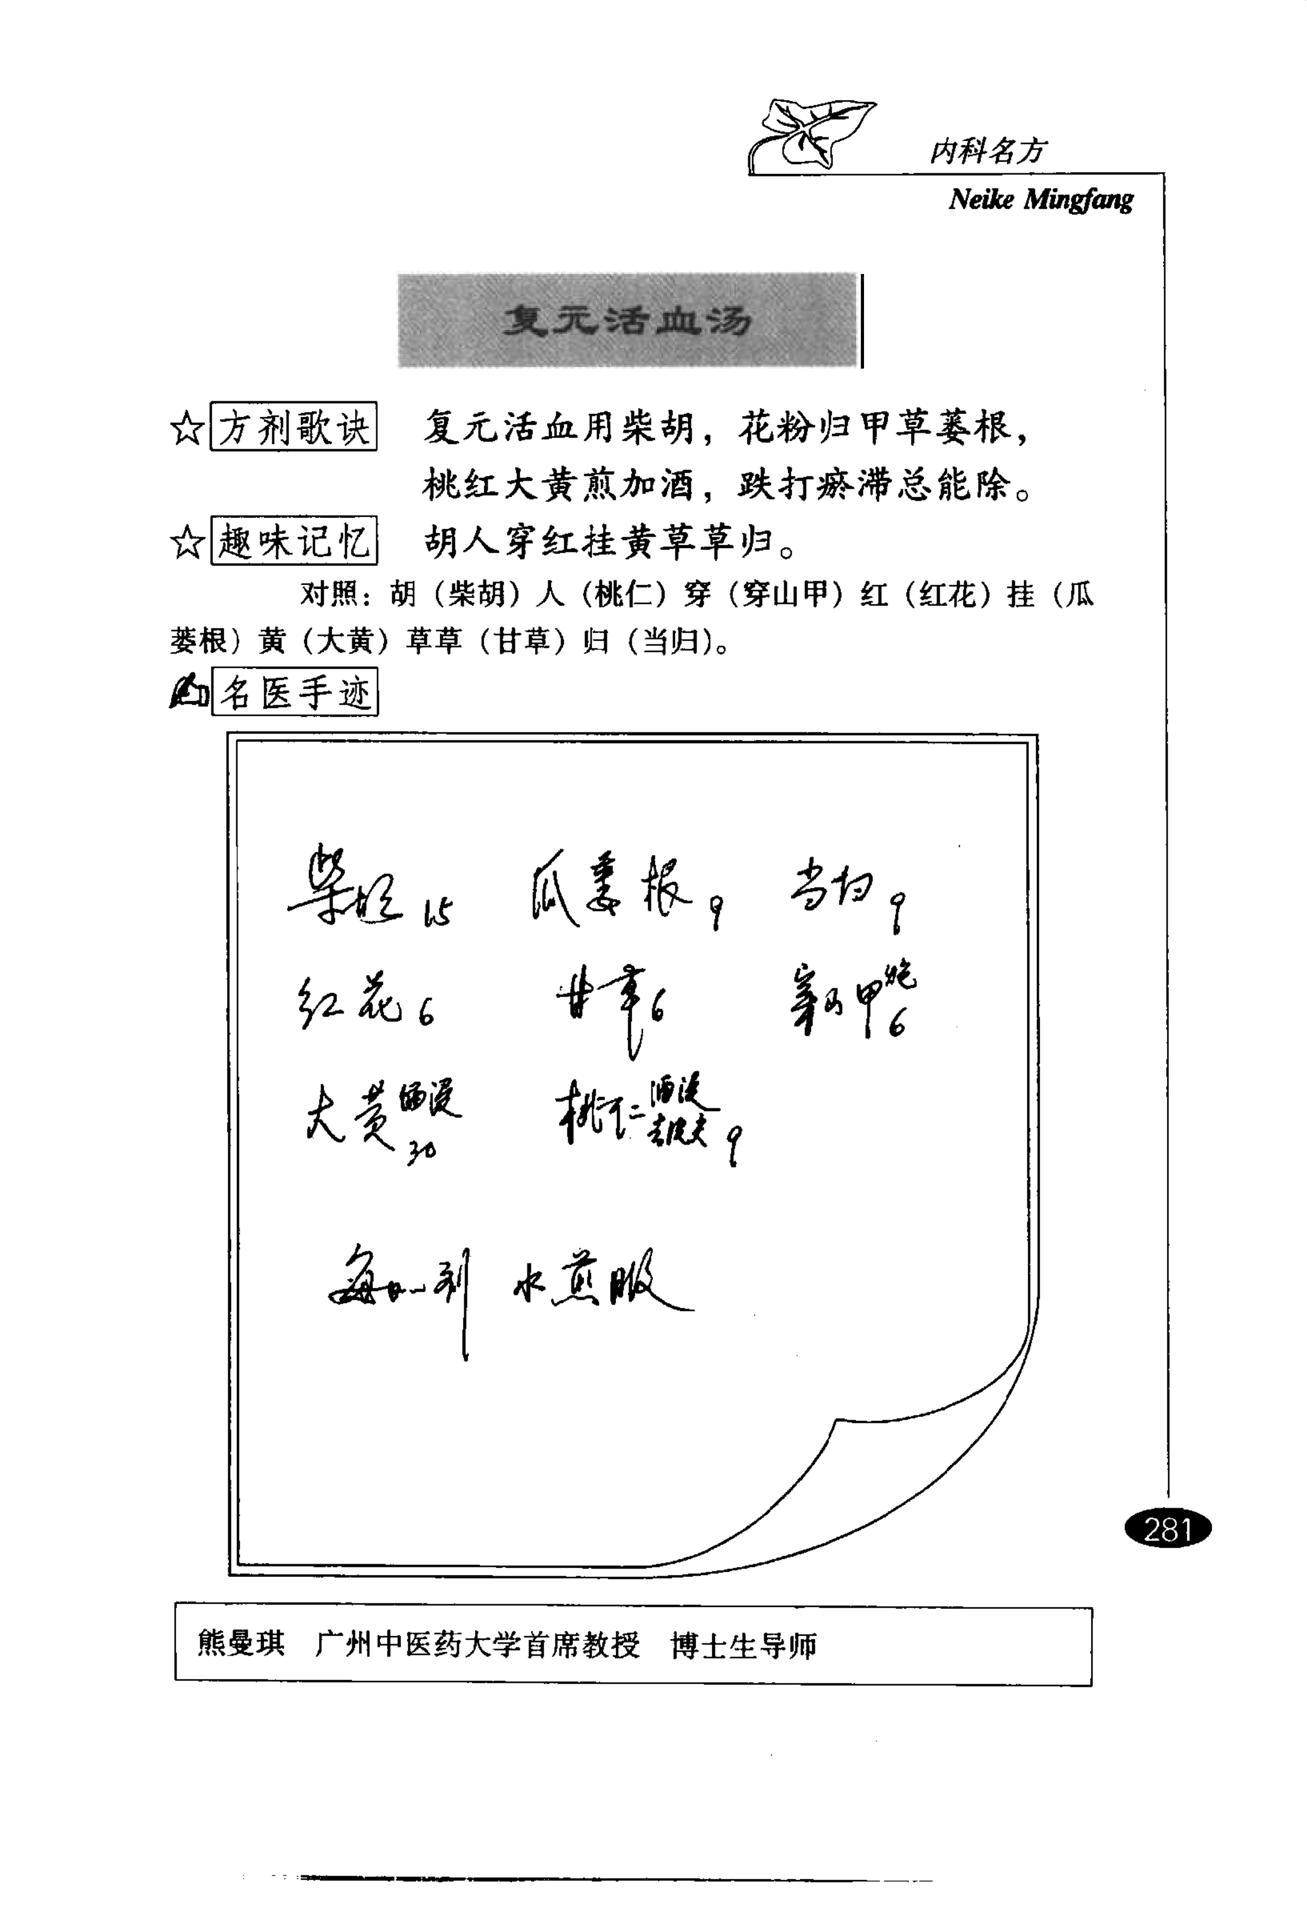 内科名方
Neike Mingfang
复元活血汤
☆方剂歌诀 复元活血用柴胡，花粉归甲草蒌根，
桃红大黄煎加酒，跌打瘀滞总能除。
☆趣味记忆 胡人穿红挂黄草草归。
对照：胡（柴胡）人（桃仁）穿（穿山甲）红（红花）挂（瓜
蒌根）黄（大黄）草草（甘草）归（当归）。
名医手迹
柴胡15 瓜蒌根9 当归9
红花6 甘草6 穿山甲炮6
大黄酒浸30 桃仁酒浸去皮尖9
每日一剂 水煎服
281
熊曼琪 广州中医药大学首席教授 博士生导师